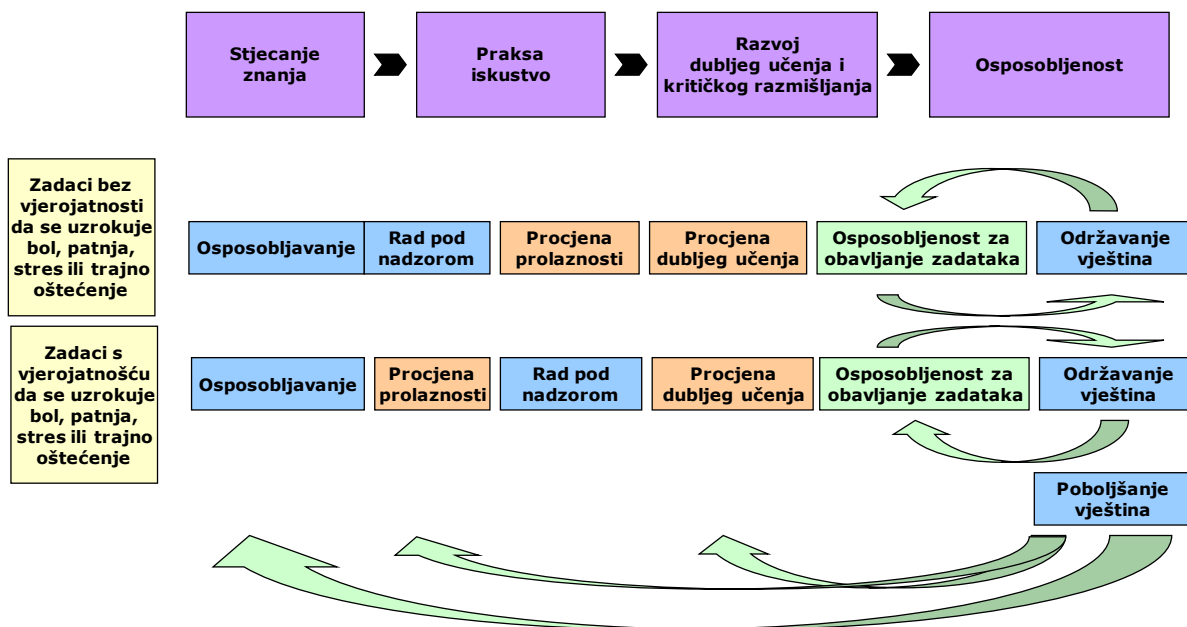 Stjecanje
znanja
Praksa
iskustvo
Razvoj
dubljeg učenja i
kritičkog razmišljanja
Osposobljenost
Zadaci bez
vjerojatnosti
da se uzrokuje
bol, patnja,
stres ili trajno
oštećenje
Osposobljavanje
Rad pod
nadzorom
Procjena
prolaznosti
Procjena
dubljeg učenja
Osposobljenost za
obavljanje zadataka
Održavanje
vještina
Zadaci s
vjerojatnošću
da se uzrokuje
bol, patnja,
stres ili trajno
oštećenje
Osposobljavanje
Procjena
prolaznosti
Rad pod
nadzorom
Procjena
dubljeg učenja
Osposobljenost za
obavljanje zadataka
Održavanje
vještina
Poboljšanje
vještina